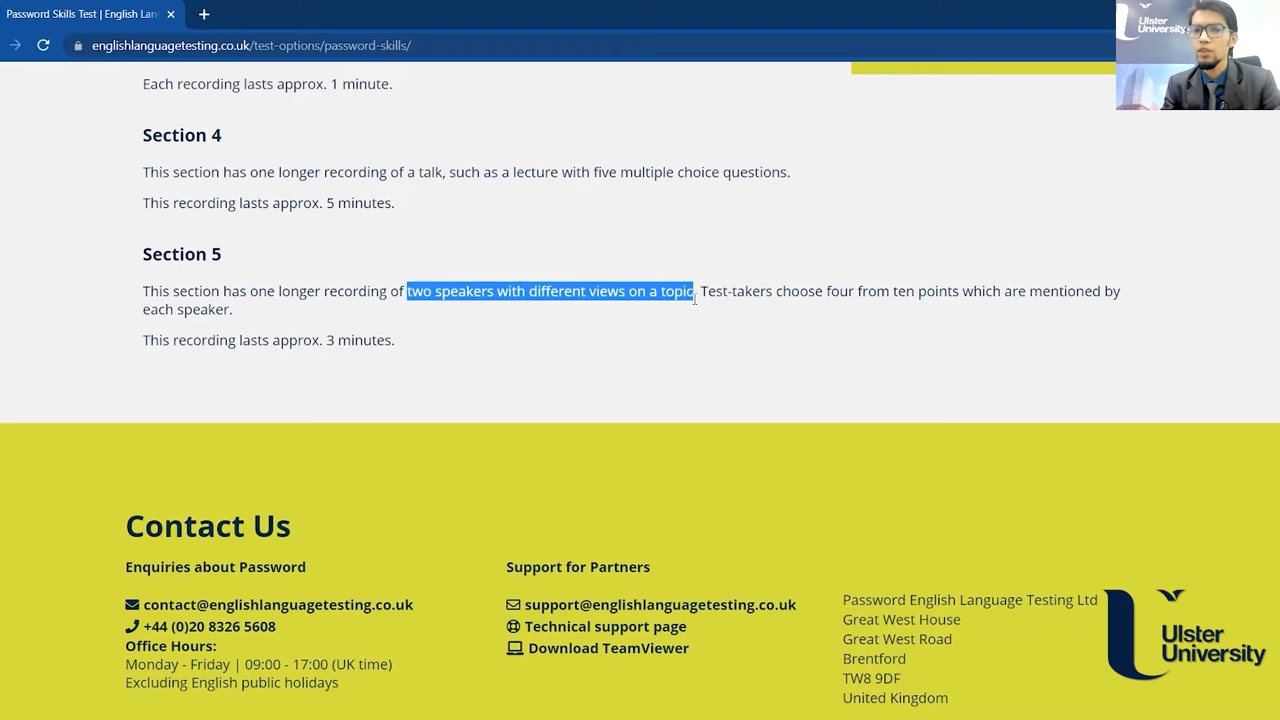 Password Skills Test | English Lan
englishlanguagetesting.co.uk/test-options/password-skills/
Ulster
University
Each recording lasts approx. 1 minute.
Section 4
This section has one longer recording of a talk, such as a lecture with five multiple choice questions.
This recording lasts approx. 5 minutes.
Section 5
This section has one longer recording of two speakers with different views on a topic. Test-takers choose four from ten points which are mentioned by
each speaker.
This recording lasts approx. 3 minutes.
Contact Us
Enquiries about Password
contact@englishlanguagetesting.co.uk
+44 (0)20 8326 5608
Office Hours:
Monday - Friday | 09:00 - 17:00 (UK time)
Excluding English public holidays
Support for Partners
support@englishlanguagetesting.co.uk
Technical support page
Download TeamViewer
Password English Language Testing Ltd
Great West House
Great West Road
Brentford
TW8 9DF
United Kingdom
Ulster
University